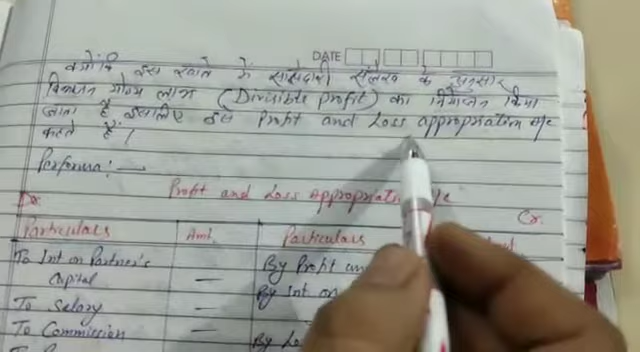 DATE
क्योंकि इस खाते में साझेदारी संलेख के अनुसार
विभाजन योग्य लाभ (Divisible profit) का नियोजन किया
जाता है इसलिए इसे Profit and Loss appropriation a/c
कहते हैं।
Performa:—
Profit and Loss Appropriation a/c
Dr. Cr.
Particulars Amt. Particulars
To Int on Partner's By Profit an
Capital — By Int on
To Salary —
To Commission — By Lo